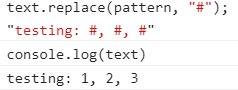 text.replace(pattern, "#");
"testing: #, #, #"
console.log(text)
testing: 1, 2, 3